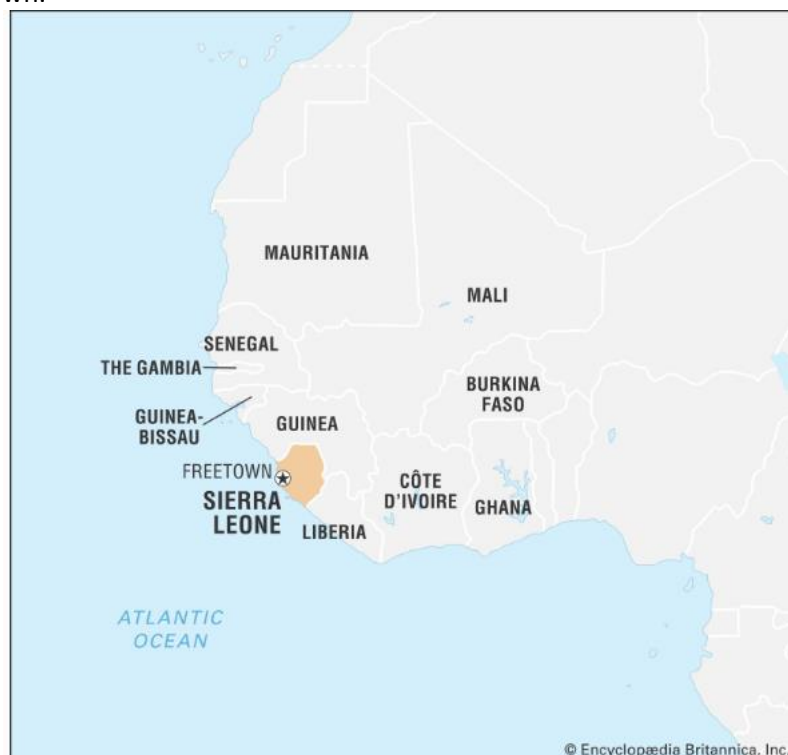 MAURITANIA
MALI
SENEGAL
THE GAMBIA
BURKINA
FASO
GUINEA-
BISSAU
GUINEA
FREETOWN
SIERRA
LEONE
CÔTE
D'IVOIRE
GHANA
LIBERIA
ATLANTIC
OCEAN
© Encyclopædia Britannica, Inc.